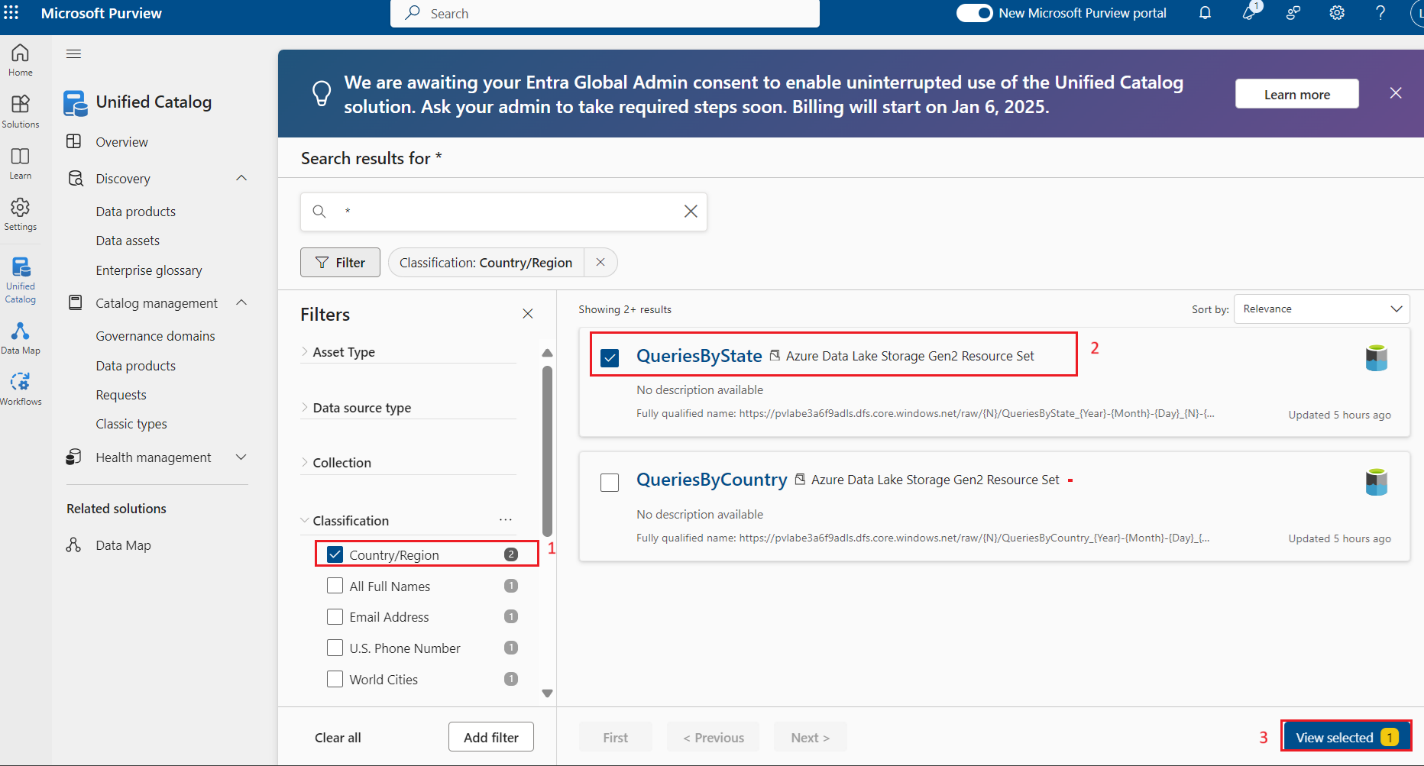 Microsoft Purview
Search
New Microsoft Purview portal
1
Home
Solutions
Learn
Settings
Unified
Catalog
Data Map
Workflows
Unified Catalog
Overview
Discovery
Data products
Data assets
Enterprise glossary
Catalog management
Governance domains
Data products
Requests
Classic types
Health management
Related solutions
Data Map
We are awaiting your Entra Global Admin consent to enable uninterrupted use of the Unified Catalog
solution. Ask your admin to take required steps soon. Billing will start on Jan 6, 2025.
Learn more
Search results for *
*
Filter
Classification: Country/Region
Filters
Asset Type
Data source type
Collection
Classification
...
Country/Region 2
1
All Full Names 1
Email Address 1
U.S. Phone Number 1
World Cities 1
Clear all
Add filter
Showing 2+ results
Sort by: Relevance
QueriesByState Azure Data Lake Storage Gen2 Resource Set
2
No description available
Fully qualified name: https://pvlabe3a6f9adls.dfs.core.windows.net/raw/{N}/QueriesByState_{Year}-{Month}-{Day}_{N}-{...
Updated 5 hours ago
QueriesByCountry Azure Data Lake Storage Gen2 Resource Set
No description available
Fully qualified name: https://pvlabe3a6f9adls.dfs.core.windows.net/raw/{N}/QueriesByCountry_{Year}-{Month}-{Day}_{...
Updated 5 hours ago
First
< Previous
Next >
3
View selected 1